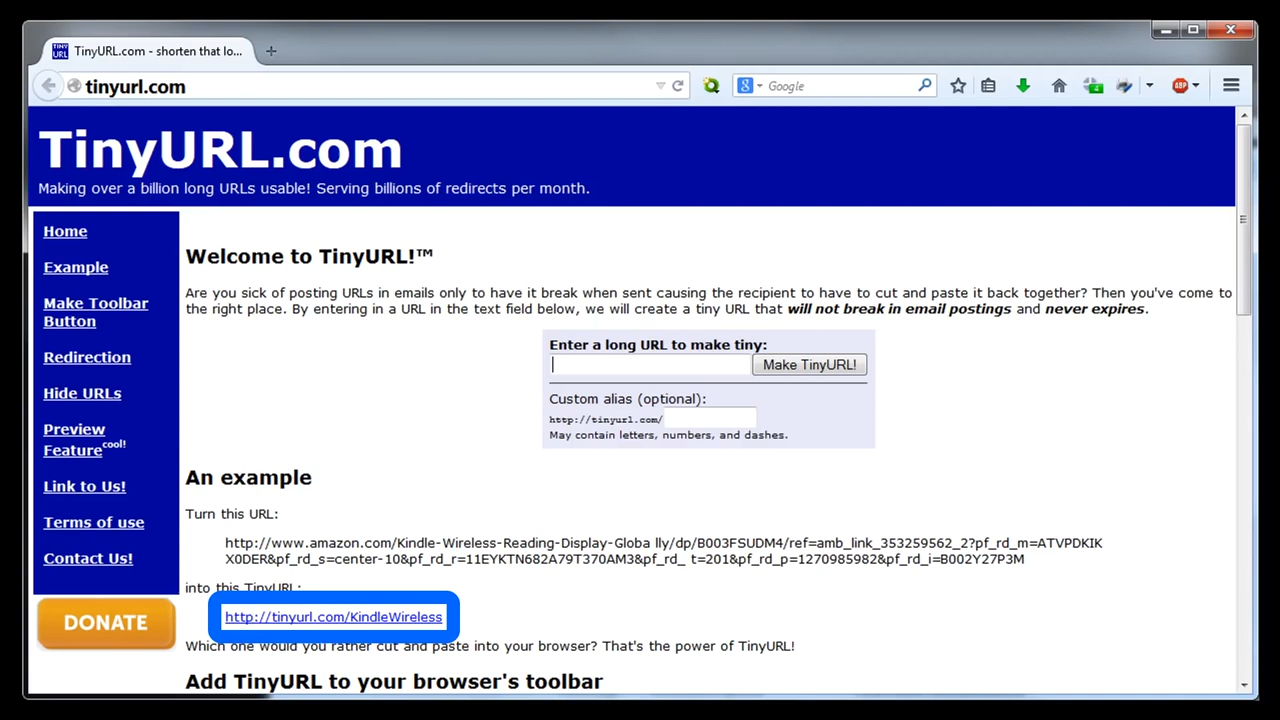 TinyURL.com - shorten that lo...
tinyurl.com
Google
TinyURL.com
Making over a billion long URLs usable! Serving billions of redirects per month.
Home
Example
Make Toolbar
Button
Redirection
Hide URLs
Preview
Feature cool!
Link to Us!
Terms of use
Contact Us!
DONATE
Welcome to TinyURL!™
Are you sick of posting URLs in emails only to have it break when sent causing the recipient to have to cut and paste it back together? Then you've come to
the right place. By entering in a URL in the text field below, we will create a tiny URL that will not break in email postings and never expires.
Enter a long URL to make tiny:
Make TinyURL!
Custom alias (optional):
http://tinyurl.com/
May contain letters, numbers, and dashes.
An example
Turn this URL:
http://www.amazon.com/Kindle-Wireless-Reading-Display-Globa lly/dp/B003FSUDM4/ref=amb_link_353259562_2?pf_rd_m=ATVPDKIK
X0DER&pf_rd_s=center-10&pf_rd_r=11EYKTN682A79T370AM3&pf_rd_ t=201&pf_rd_p=1270985982&pf_rd_i=B002Y27P3M
into this TinyURL:
http://tinyurl.com/KindleWireless
Which one would you rather cut and paste into your browser? That's the power of TinyURL!
Add TinyURL to your browser's toolbar